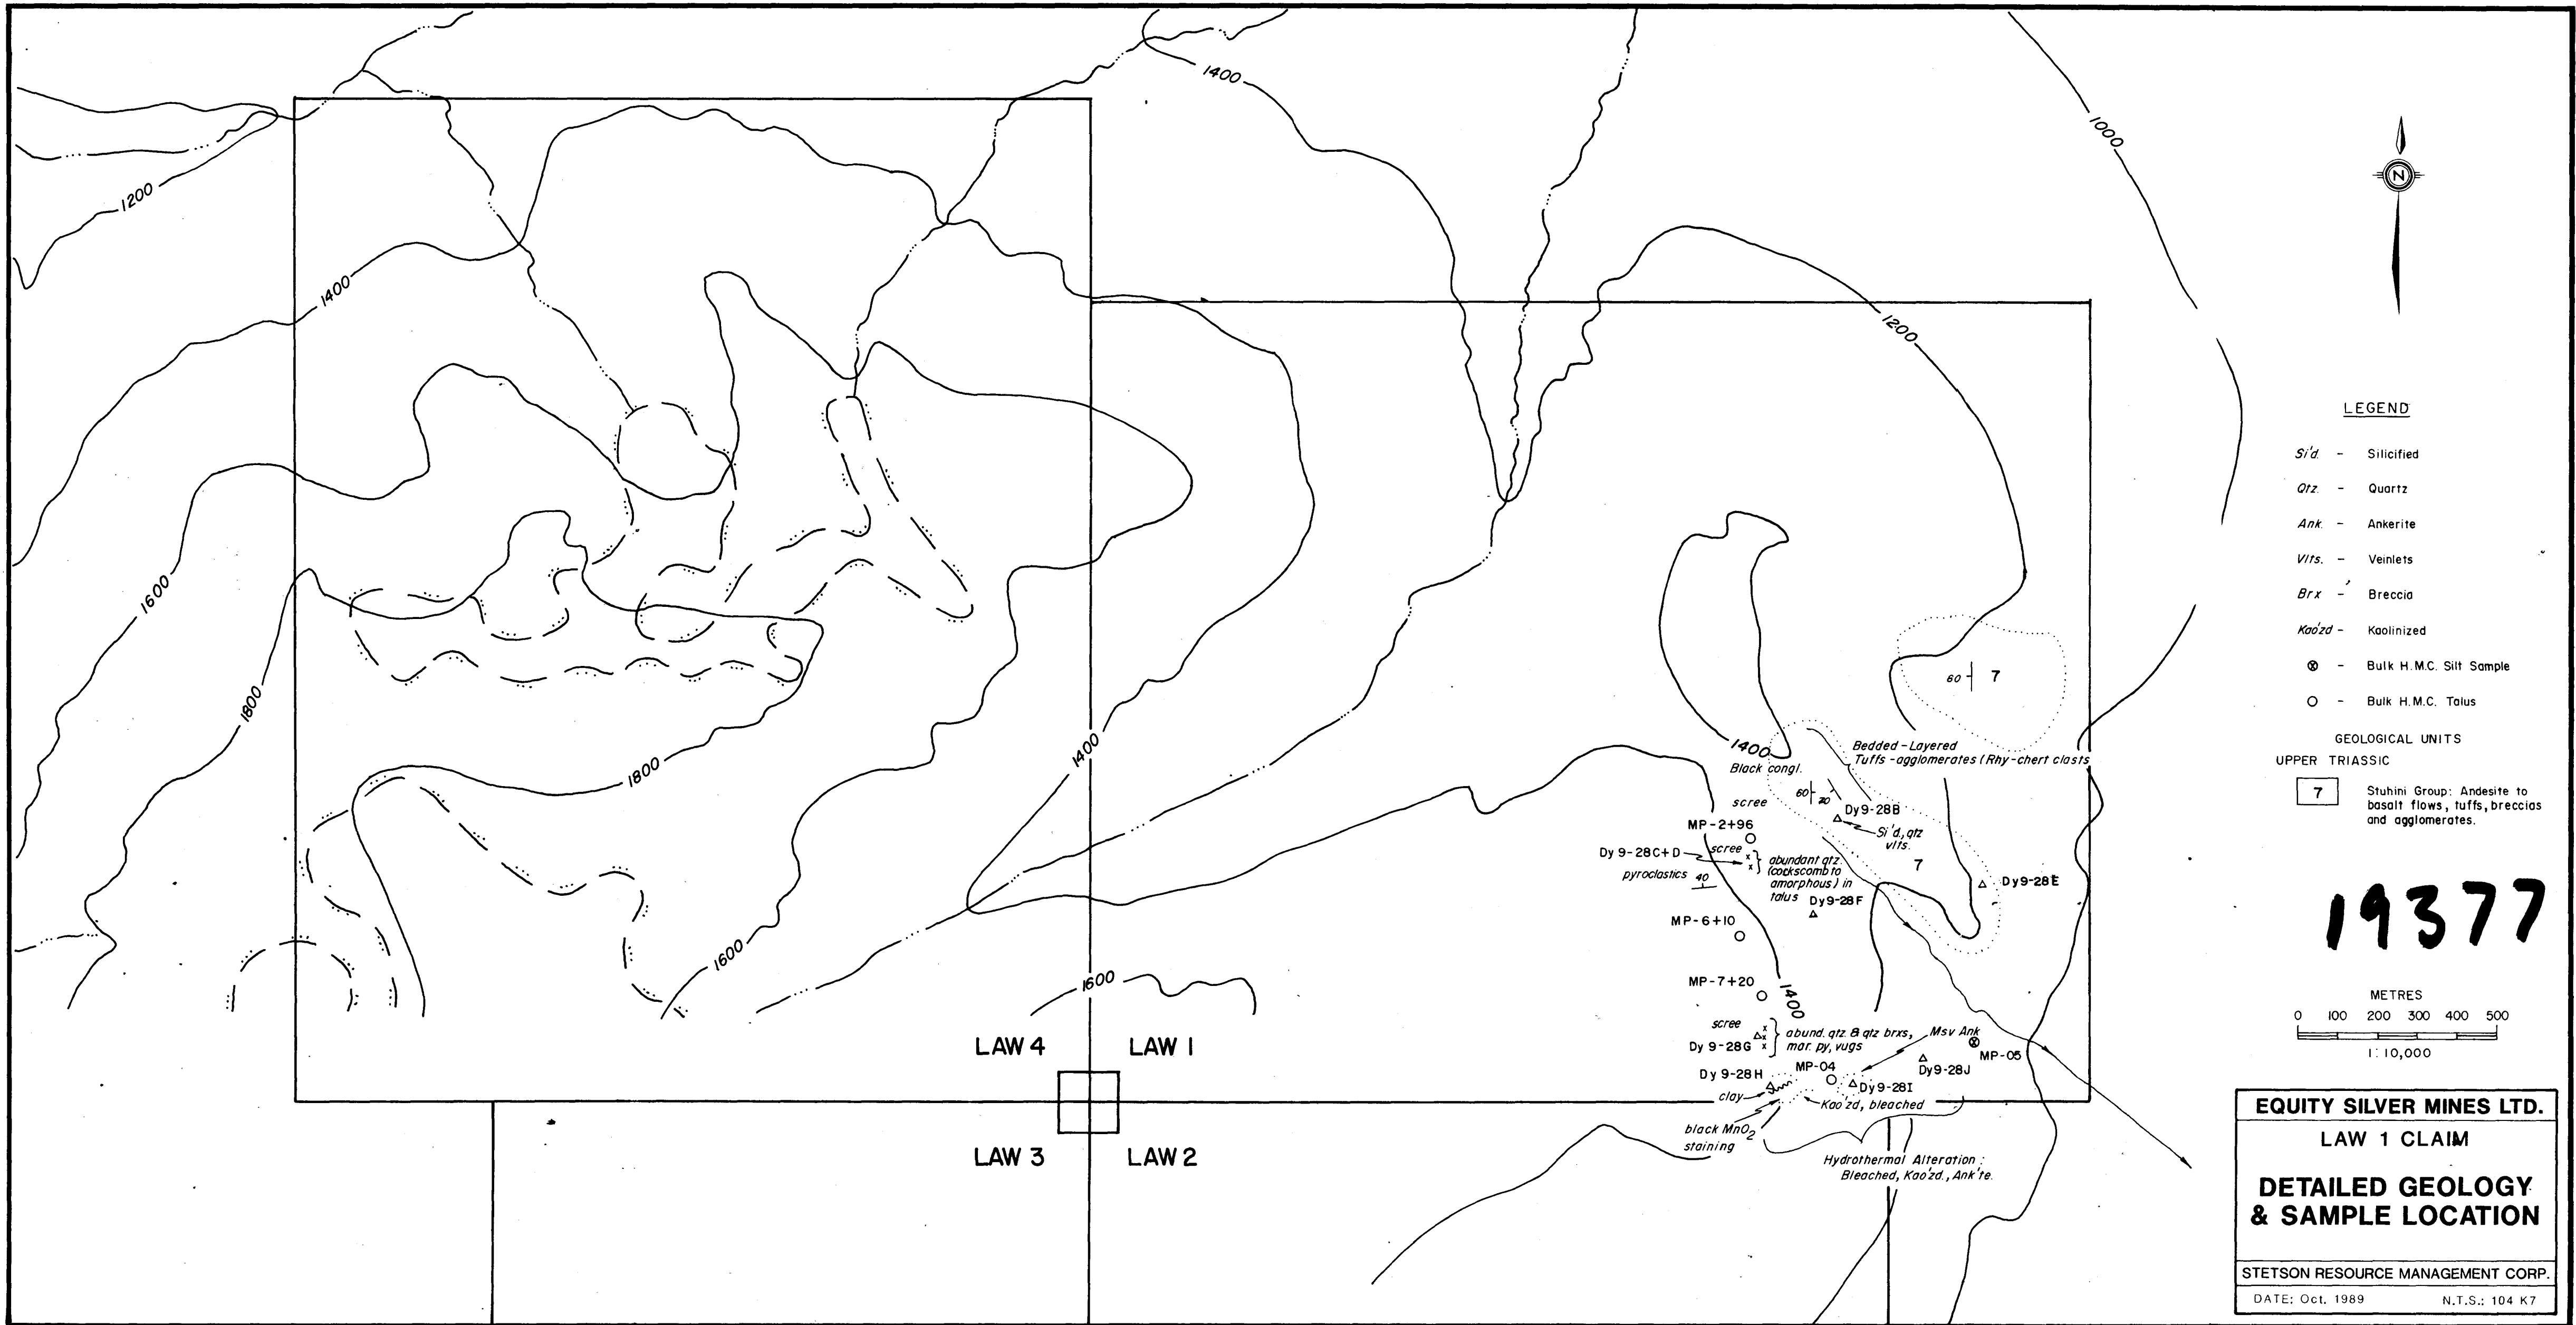 1400
1000
1200
1400
1200
N
LEGEND
Si'd. - Silicified
Qtz. - Quartz
Ank. - Ankerite
Vlts. - Veinlets
Brx - Breccia
Kao'zd - Kaolinized
⊗ - Bulk H.M.C. Silt Sample
○ - Bulk H.M.C. Talus
GEOLOGICAL UNITS
UPPER TRIASSIC
7 Stuhini Group: Andesite to
basalt flows, tuffs, breccias
and agglomerates.
1600
1800
1800
1400
1600
1600
60 7
1400
Black congl.
Bedded-Layered
Tuffs-agglomerates (Rhy-chert clasts
60 20
scree
Dy9-28B
Si'd, qtz
vlts.
MP-2+96
scree
Dy 9-28C+D
pyroclastics 40
abundant qtz.
(cockscomb to
amorphous) in
talus
7
Dy9-28E
Dy9-28F
MP-6+10
MP-7+20
1400
scree
Dy 9-28G
abund. qtz & qtz brxs,
mar. py, vugs
Msv Ank
MP-05
Dy9-28J
MP-04
Dy 9-28H
Dy9-28I
clay
Kao'zd, bleached
black MnO2
staining
Hydrothermal Alteration :
Bleached, Kao'zd., Ank'te.
LAW 4
LAW 1
LAW 3
LAW 2
19377
METRES
0 100 200 300 400 500
1:10,000
EQUITY SILVER MINES LTD.
LAW 1 CLAIM
DETAILED GEOLOGY
& SAMPLE LOCATION
STETSON RESOURCE MANAGEMENT CORP.
DATE: Oct. 1989 N.T.S.: 104 K7